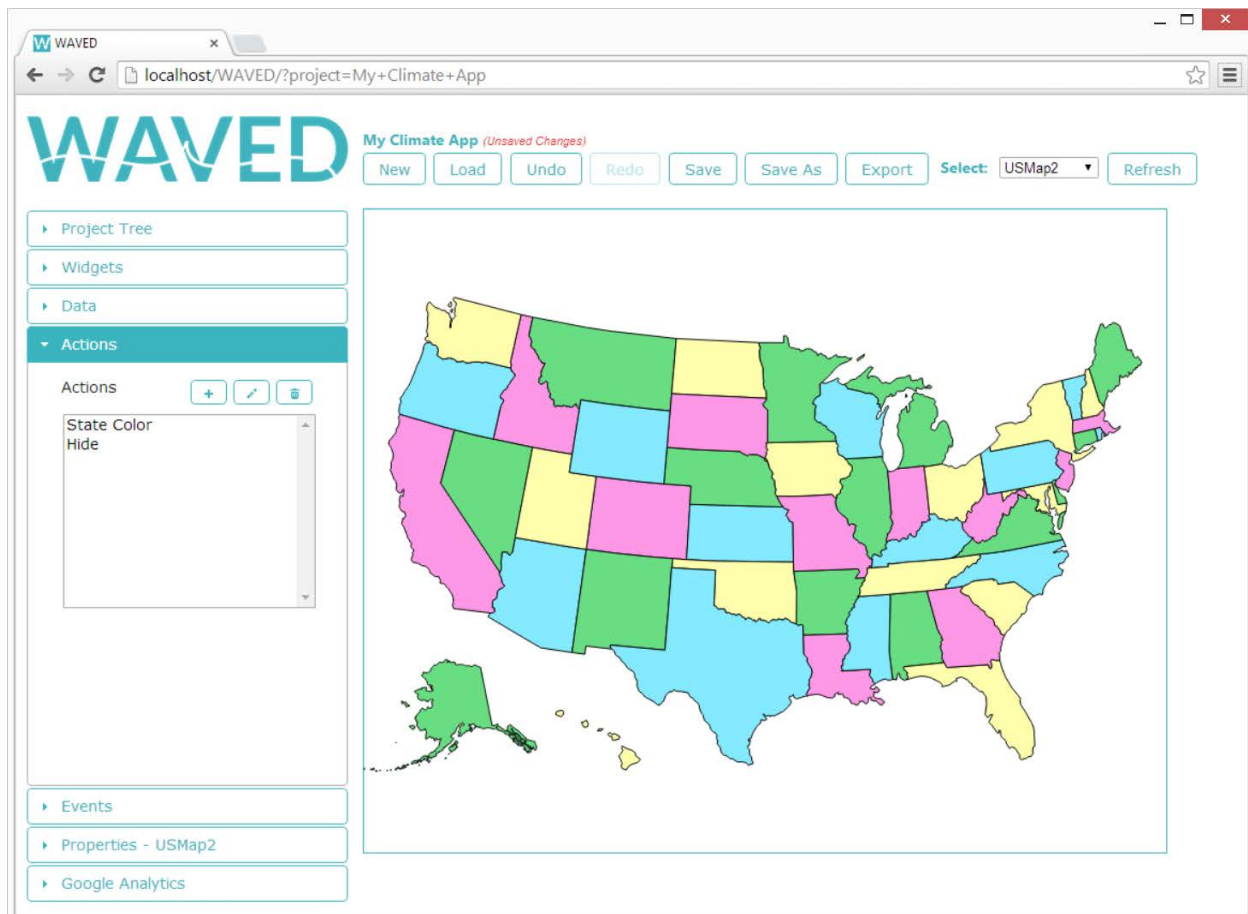 WAVED
localhost/WAVED/?project=My+Climate+App
WAVED
My Climate App (Unsaved Changes)
New Load Undo Redo Save Save As Export Select: USMap2 Refresh
Project Tree
Widgets
Data
Actions
Actions
State Color
Hide
Events
Properties - USMap2
Google Analytics